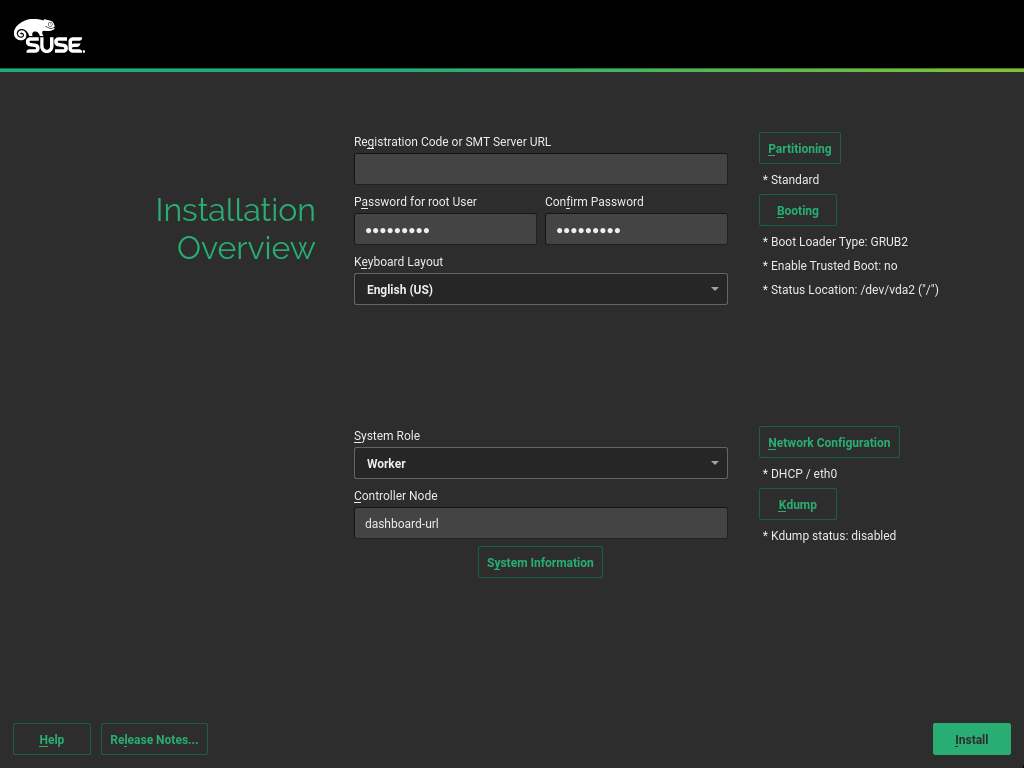 SUSE.
Installation
Overview
Registration Code or SMT Server URL
Password for root User
Confirm Password
●●●●●●●●●
●●●●●●●●●
Keyboard Layout
English (US)
System Role
Worker
Controller Node
dashboard-url
System Information
Partitioning
* Standard
Booting
* Boot Loader Type: GRUB2
* Enable Trusted Boot: no
* Status Location: /dev/vda2 ("/")
Network Configuration
* DHCP / eth0
Kdump
* Kdump status: disabled
Help
Release Notes...
Install